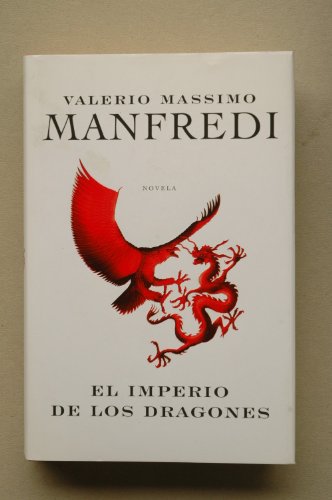 VALERIO MASSIMO
MANFREDI
NOVELA
EL IMPERIO
DE LOS DRAGONES